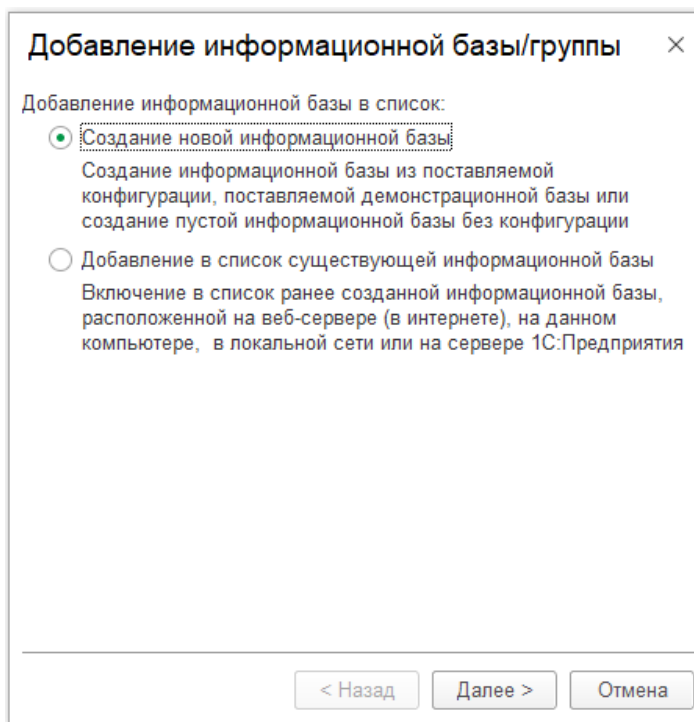 Добавление информационной базы/группы
Добавление информационной базы в список:
Создание новой информационной базы
Создание информационной базы из поставляемой
конфигурации, поставляемой демонстрационной базы или
создание пустой информационной базы без конфигурации
Добавление в список существующей информационной базы
Включение в список ранее созданной информационной базы,
расположенной на веб-сервере (в интернете), на данном
компьютере, в локальной сети или на сервере 1С:Предприятия
< Назад Далее > Отмена